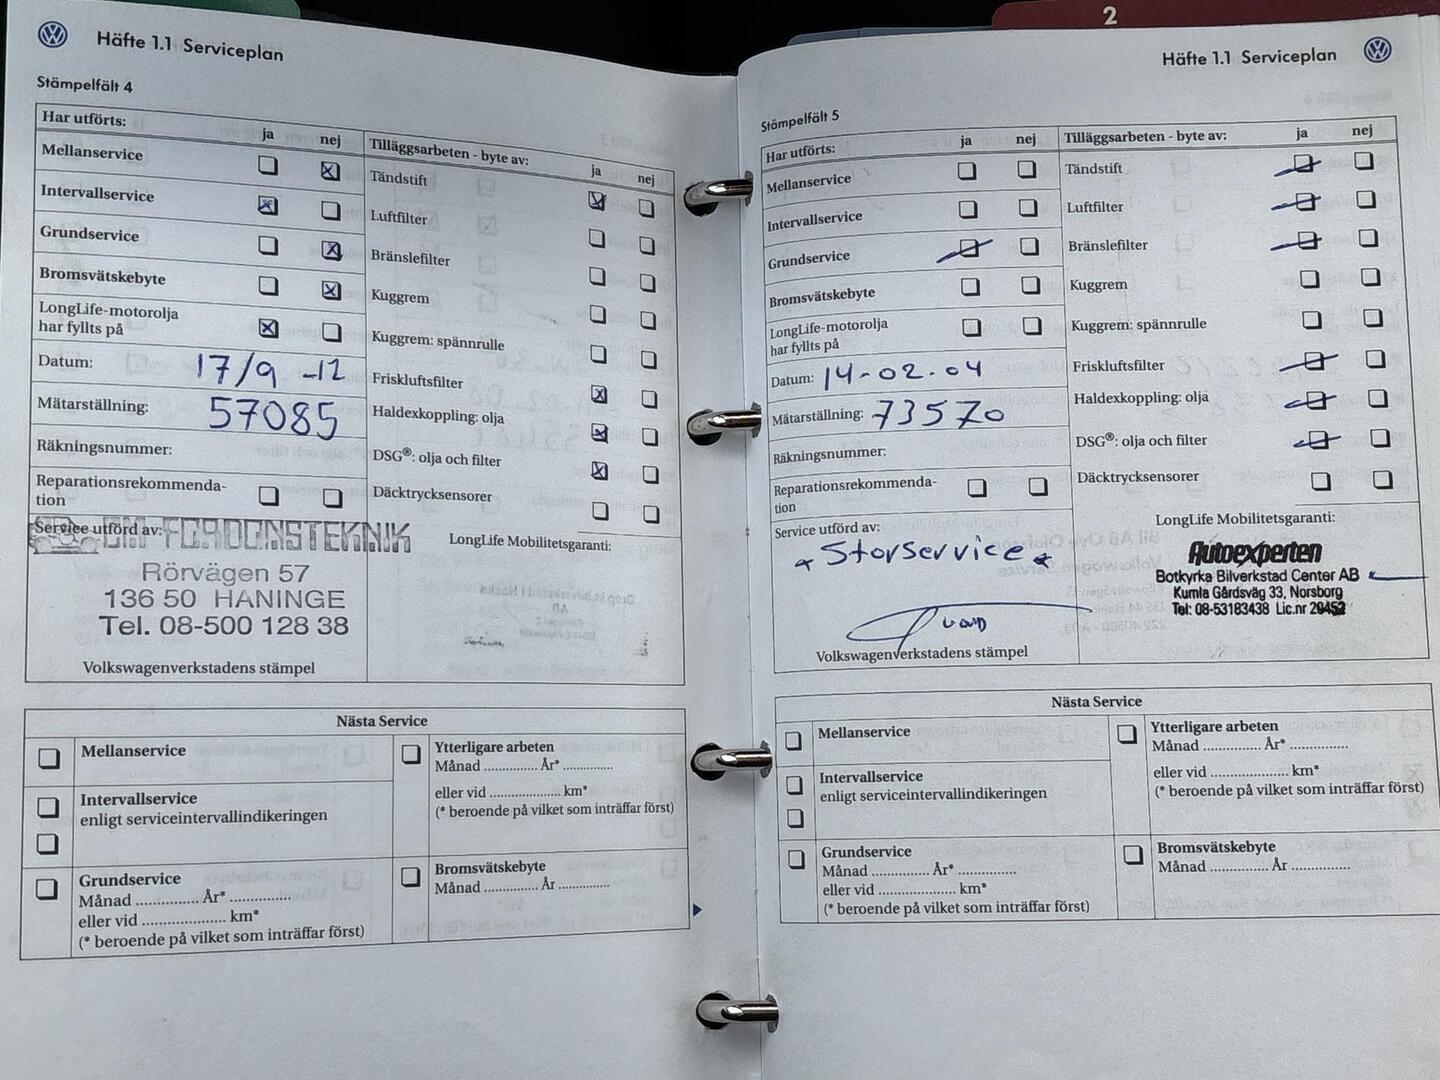 2
Häfte 1.1 Serviceplan
Stämpelfält 4
Har utförts: ja nej
Mellanservice
Intervallservice
Grundservice
Bromsvätskebyte
LongLife-motorolja
har fyllts på
Datum: 17/9 -12
Mätarställning: 57085
Räkningsnummer:
Reparationsrekommenda-
tion
Service utförd av:
FORDONSTEKNIK
Rörvägen 57
136 50 HANINGE
Tel. 08-500 128 38
Volkswagenverkstadens stämpel
Tilläggsarbeten - byte av: ja nej
Tändstift
Luftfilter
Bränslefilter
Kuggrem
Kuggrem: spännrulle
Friskluftsfilter
Haldexkoppling: olja
DSG®: olja och filter
Däcktrycksensorer
LongLife Mobilitetsgaranti:
Nästa Service
Mellanservice
Intervallservice
enligt serviceintervallindikeringen
Grundservice
Månad .............. År* ..............
eller vid ..................... km*
(* beroende på vilket som inträffar först)
Ytterligare arbeten
Månad .............. År* .............
eller vid .................... km*
(* beroende på vilket som inträffar först)
Bromsvätskebyte
Månad .............. År .............
Häfte 1.1 Serviceplan
Stämpelfält 5
Har utförts: ja nej
Mellanservice
Intervallservice
Grundservice
Bromsvätskebyte
LongLife-motorolja
har fyllts på
Datum: 14-02-04
Mätarställning: 73570
Räkningsnummer:
Reparationsrekommenda-
tion
Service utförd av:
* Storservice *
Volkswagenverkstadens stämpel
Tilläggsarbeten - byte av: ja nej
Tändstift
Luftfilter
Bränslefilter
Kuggrem
Kuggrem: spännrulle
Friskluftsfilter
Haldexkoppling: olja
DSG®: olja och filter
Däcktrycksensorer
LongLife Mobilitetsgaranti:
Autoexperten
Botkyrka Bilverkstad Center AB
Kumla Gårdsväg 33, Norsborg
Tel: 08-53183438 Lic.nr 20452
Nästa Service
Mellanservice
Intervallservice
enligt serviceintervallindikeringen
Grundservice
Månad .............. År* ..............
eller vid .................... km*
(* beroende på vilket som inträffar först)
Ytterligare arbeten
Månad .............. År* ..............
eller vid .................... km*
(* beroende på vilket som inträffar först)
Bromsvätskebyte
Månad .............. År ..............